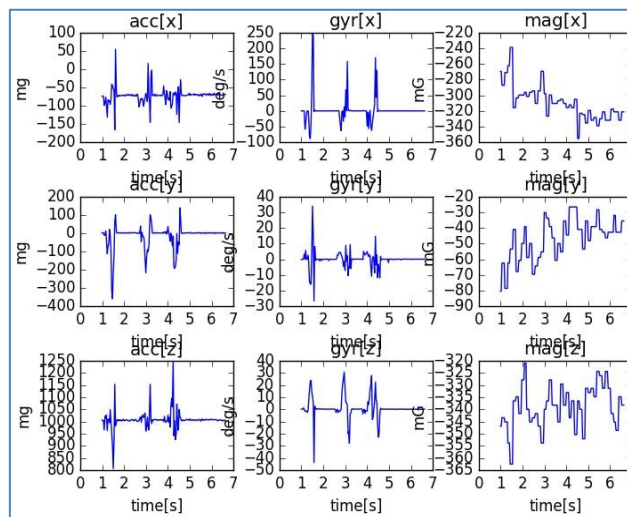 acc[x] gyr[x] mag[x]
100 250 −220
50 200 −240
0 150 −260
−50 100 −280
−100 50 −300
−150 0 −320
−200 −50 −340
−100 −360
mg deg/s mG
0 1 2 3 4 5 6 7 0 1 2 3 4 5 6 7 0 1 2 3 4 5 6 7
time[s] time[s] time[s]
acc[y] gyr[y] mag[y]
200 40 −20
100 30 −30
0 20 −40
−100 10 −50
−200 0 −60
−300 −10 −70
−400 −20 −80
−30 −90
mg deg/s mG
0 1 2 3 4 5 6 7 0 1 2 3 4 5 6 7 0 1 2 3 4 5 6 7
time[s] time[s] time[s]
acc[z] gyr[z] mag[z]
1250 40 −320
1200 30 −325
1150 20 −330
1100 10 −335
1050 0 −340
1000 −10 −345
950 −20 −350
900 −30 −355
850 −40 −360
800 −50 −365
mg deg/s mG
0 1 2 3 4 5 6 7 0 1 2 3 4 5 6 7 0 1 2 3 4 5 6 7
time[s] time[s] time[s]